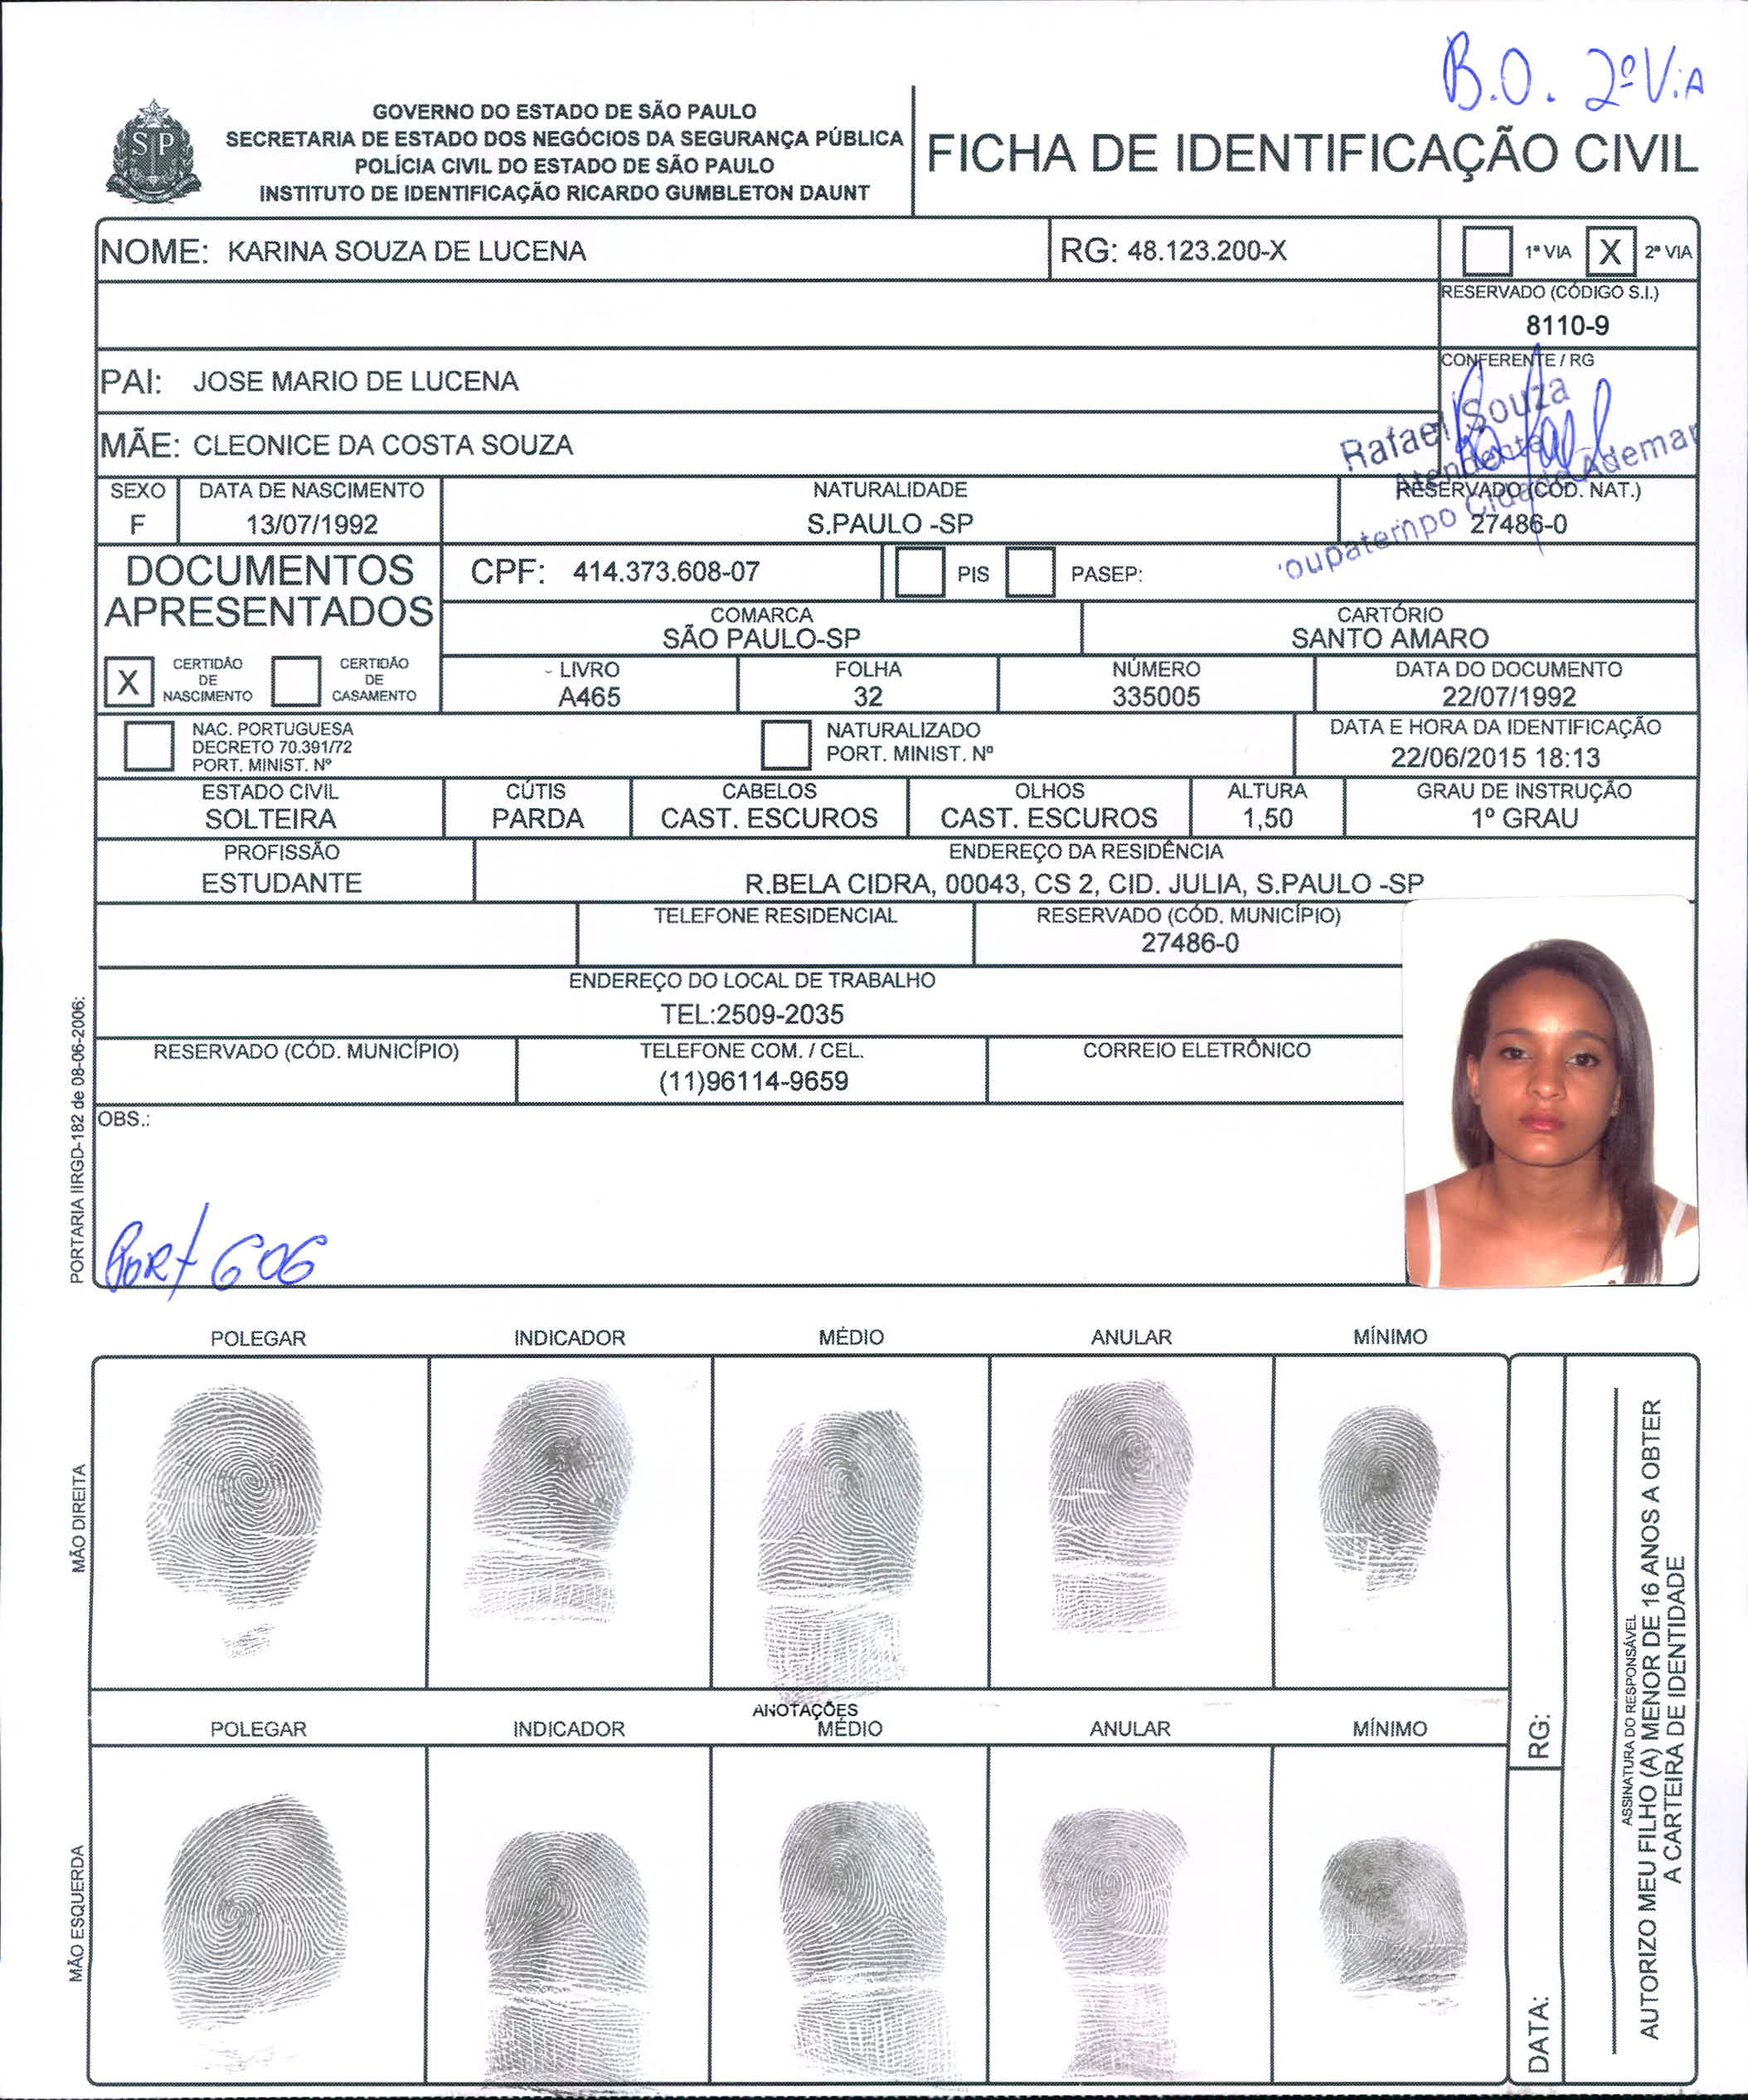 B.O. 2ª ViA
GOVERNO DO ESTADO DE SÃO PAULO
SECRETARIA DE ESTADO DOS NEGÓCIOS DA SEGURANÇA PÚBLICA
POLÍCIA CIVIL DO ESTADO DE SÃO PAULO
INSTITUTO DE IDENTIFICAÇÃO RICARDO GUMBLETON DAUNT
SP
FICHA DE IDENTIFICAÇÃO CIVIL
NOME: KARINA SOUZA DE LUCENA RG: 48.123.200-X 1ª VIA X 2ª VIA
RESERVADO (CÓDIGO S.I.)
8110-9
PAI: JOSE MARIO DE LUCENA
CONFERENTE / RG
MÃE: CLEONICE DA COSTA SOUZA
Rafael Souza
Atendente
oupatempo Cidade Ademar
SEXO DATA DE NASCIMENTO NATURALIDADE RESERVADO (CÓD. NAT.)
F 13/07/1992 S.PAULO -SP 27486-0
DOCUMENTOS
APRESENTADOS
CPF: 414.373.608-07 PIS PASEP:
COMARCA CARTÓRIO
SÃO PAULO-SP SANTO AMARO
X CERTIDÃO DE NASCIMENTO CERTIDÃO DE CASAMENTO
LIVRO FOLHA NÚMERO DATA DO DOCUMENTO
A465 32 335005 22/07/1992
NAC. PORTUGUESA
DECRETO 70.391/72
PORT. MINIST. Nº
NATURALIZADO
PORT. MINIST. Nº
DATA E HORA DA IDENTIFICAÇÃO
22/06/2015 18:13
ESTADO CIVIL CÚTIS CABELOS OLHOS ALTURA GRAU DE INSTRUÇÃO
SOLTEIRA PARDA CAST. ESCUROS CAST. ESCUROS 1,50 1º GRAU
PROFISSÃO ENDEREÇO DA RESIDÊNCIA
ESTUDANTE R.BELA CIDRA, 00043, CS 2, CID. JULIA, S.PAULO -SP
TELEFONE RESIDENCIAL RESERVADO (CÓD. MUNICÍPIO)
27486-0
ENDEREÇO DO LOCAL DE TRABALHO
TEL:2509-2035
RESERVADO (CÓD. MUNICÍPIO) TELEFONE COM. / CEL. CORREIO ELETRÔNICO
(11)96114-9659
OBS.:
PORT 606
PORTARIA IIRGD-182 de 08-06-2006:
POLEGAR INDICADOR MÉDIO ANULAR MÍNIMO
MÃO DIREITA
ANOTAÇÕES
POLEGAR INDICADOR MÉDIO ANULAR MÍNIMO
MÃO ESQUERDA
RG:
DATA:
ASSINATURA DO RESPONSÁVEL
AUTORIZO MEU FILHO (A) MENOR DE 16 ANOS A OBTER
A CARTEIRA DE IDENTIDADE